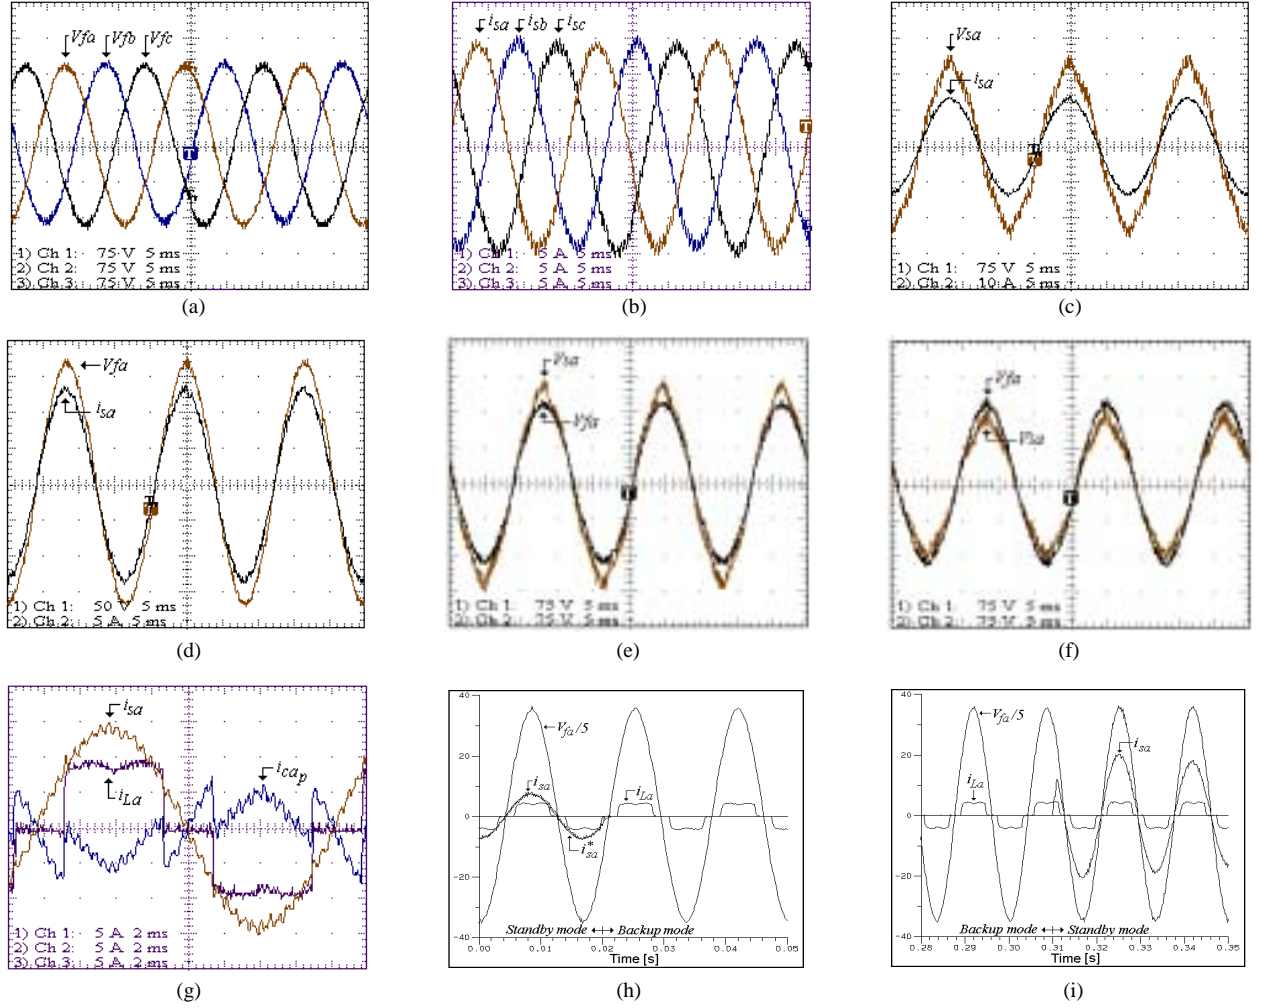 Vfa Vfb Vfc
1) Ch 1: 75 V 5 ms
2) Ch 2: 75 V 5 ms
3) Ch 3: 75 V 5 ms
(a)
isa isb isc
1) Ch 1: 5 A 5 ms
2) Ch 2: 5 A 5 ms
3) Ch 3: 5 A 5 ms
(b)
Vsa
isa
1) Ch 1: 75 V 5 ms
2) Ch 2: 10 A 5 ms
(c)
Vfa
isa
1) Ch 1: 50 V 5 ms
2) Ch 2: 5 A 5 ms
(d)
Vsa
Vfa
1) Ch 1: 75 V 5 ms
2) Ch 2: 75 V 5 ms
(e)
Vfa
Vsa
1) Ch 1: 75 V 5 ms
2) Ch 2: 75 V 5 ms
(f)
isa
icap
iLa
1) Ch 1: 5 A 2 ms
2) Ch 2: 5 A 2 ms
3) Ch 3: 5 A 2 ms
(g)
40
Vfa/5
20
isa
iLa
0
isa*
-20
Standby mode Backup mode
-40
0.00 0.01 0.02 0.03 0.04 0.05
Time [s]
(h)
40
Vfa/5
isa
20
iLa
0
-20
Backup mode Standby mode
-40
0.28 0.29 0.30 0.31 0.32 0.33 0.34 0.35
Time [s]
(i)